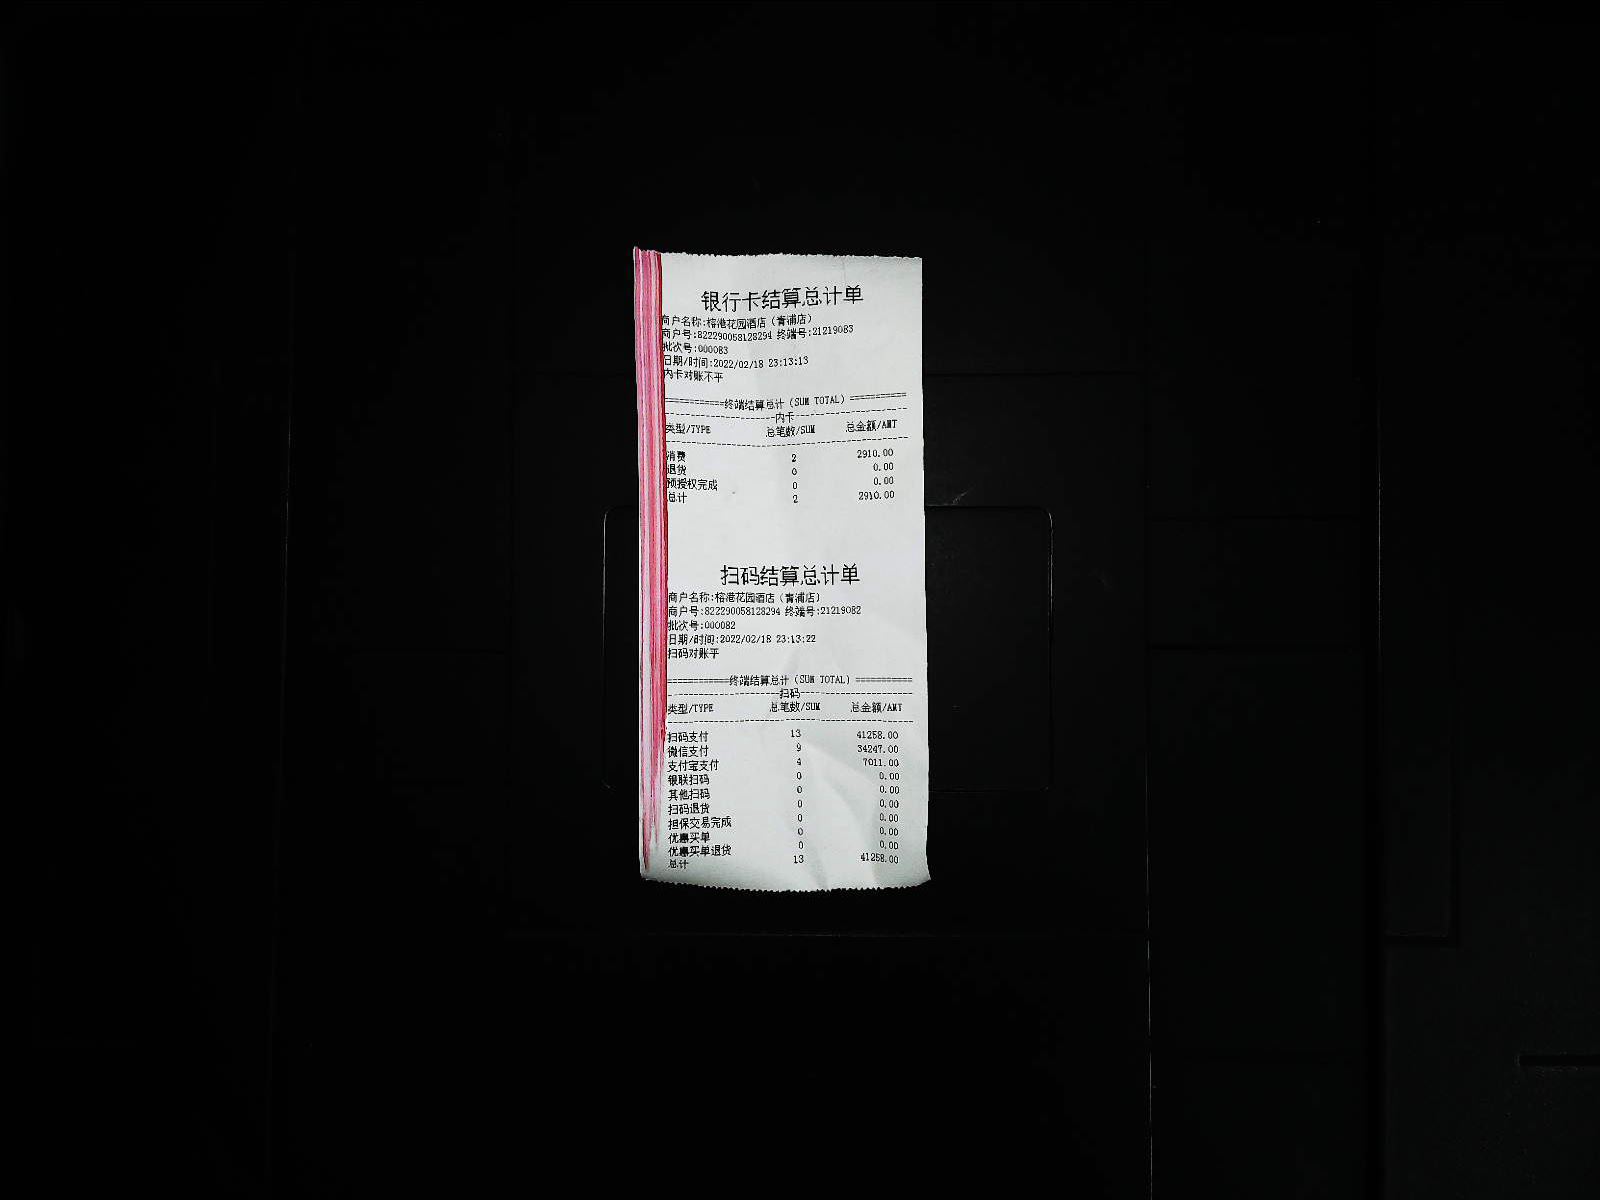 银行卡结算总计单
商户名称:榕港花园酒店（青浦店）
商户号:822290058128294 终端号:21219083
批次号:000083
日期/时间:2022/02/18 23:13:13
内卡对账不平
===========终端结算总计(SUM TOTAL)===========
内卡
类型/TYPE 总笔数/SUM 总金额/AMT
消费 2 2910.00
退货 0 0.00
预授权完成 0 0.00
总计 2 2910.00
扫码结算总计单
商户名称:榕港花园酒店（青浦店）
商户号:822290058128294 终端号:21219082
批次号:000082
日期/时间:2022/02/18 23:13:22
扫码对账平
===========终端结算总计(SUM TOTAL)===========
扫码
类型/TYPE 总笔数/SUM 总金额/AMT
扫码支付 13 41258.00
微信支付 9 34247.00
支付宝支付 4 7011.00
银联扫码 0 0.00
其他扫码 0 0.00
扫码退货 0 0.00
担保交易完成 0 0.00
优惠买单 0 0.00
优惠买单退货 0 0.00
总计 13 41258.00